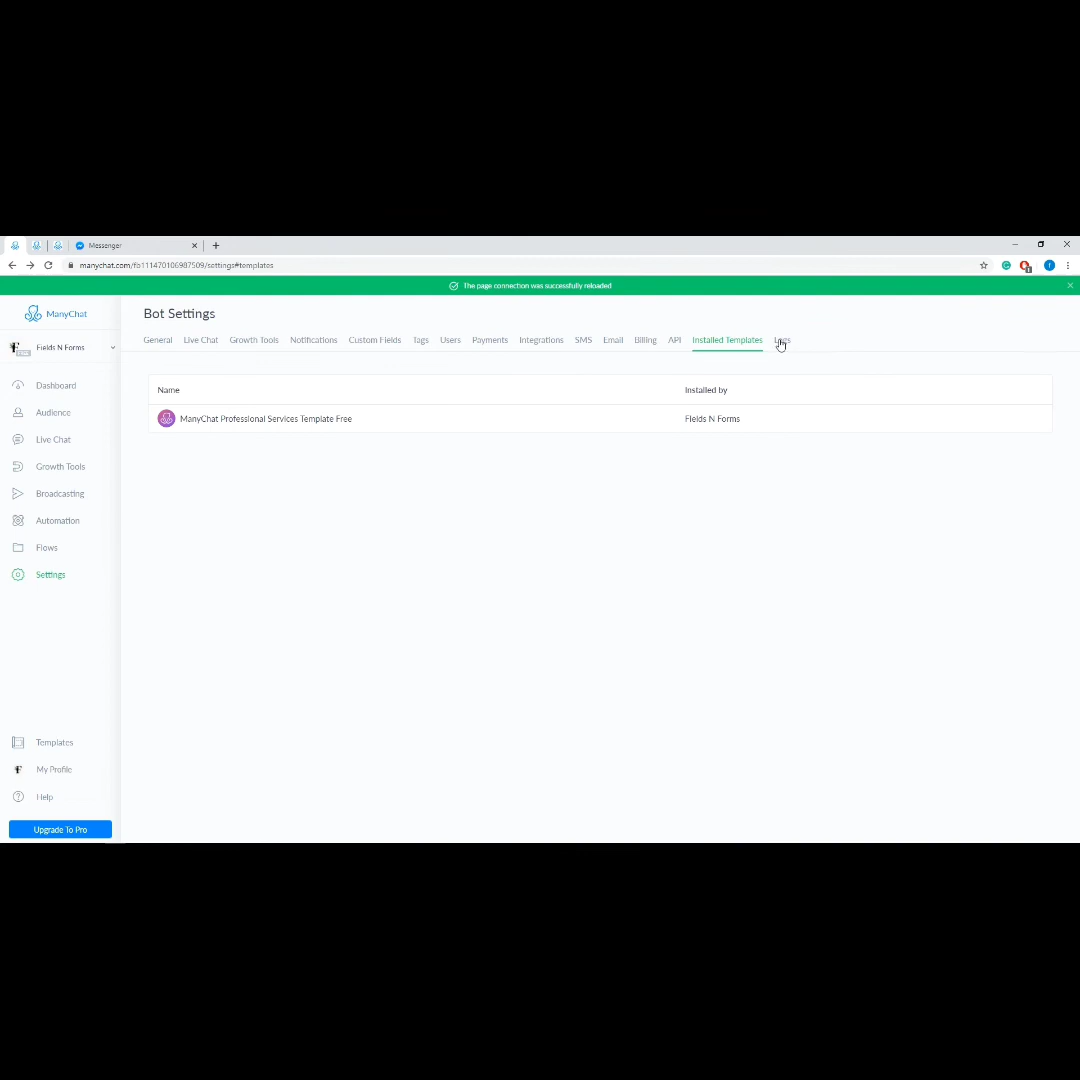 Messenger
manychat.com/fb111470106987509/settings#templates
The page connection was successfully reloaded
ManyChat
Bot Settings
Fields N Forms
General Live Chat Growth Tools Notifications Custom Fields Tags Users Payments Integrations SMS Email Billing API Installed Templates
Name Installed by
ManyChat Professional Services Template Free Fields N Forms
Dashboard
Audience
Live Chat
Growth Tools
Broadcasting
Automation
Flows
Settings
Templates
My Profile
Help
Upgrade To Pro